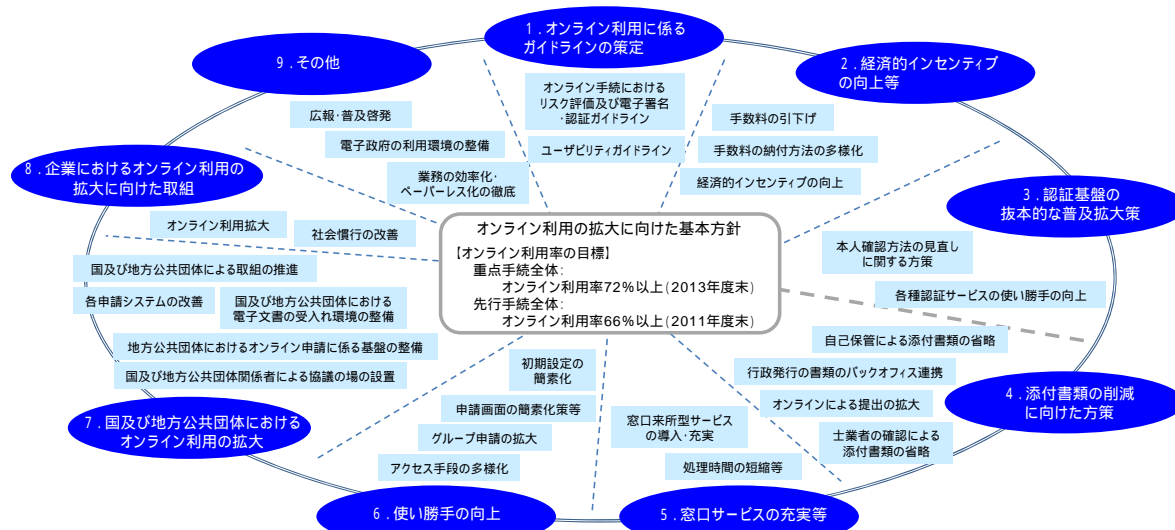 1．オンライン利用に係る
ガイドラインの策定
オンライン手続における
リスク評価及び電子署名
・認証ガイドライン
ユーザビリティガイドライン
2．経済的インセンティブ
の向上等
手数料の引下げ
手数料の納付方法の多様化
経済的インセンティブの向上
3．認証基盤の
抜本的な普及拡大策
本人確認方法の見直し
に関する方策
各種認証サービスの使い勝手の向上
4．添付書類の削減
に向けた方策
自己保管による添付書類の省略
行政発行の書類のバックオフィス連携
オンラインによる提出の拡大
士業者の確認による
添付書類の省略
5．窓口サービスの充実等
窓口来所型サービス
の導入・充実
処理時間の短縮等
6．使い勝手の向上
初期設定の
簡素化
申請画面の簡素化策等
グループ申請の拡大
アクセス手段の多様化
7．国及び地方公共団体における
オンライン利用の拡大
国及び地方公共団体による取組の推進
各申請システムの改善
国及び地方公共団体における
電子文書の受入れ環境の整備
地方公共団体におけるオンライン申請に係る基盤の整備
国及び地方公共団体関係者による協議の場の設置
8．企業におけるオンライン利用の
拡大に向けた取組
オンライン利用拡大
社会慣行の改善
9．その他
広報・普及啓発
電子政府の利用環境の整備
業務の効率化・
ペーパーレス化の徹底
オンライン利用の拡大に向けた基本方針
【オンライン利用率の目標】
重点手続全体：
オンライン利用率72％以上（2013年度末）
先行手続全体：
オンライン利用率66％以上（2011年度末）